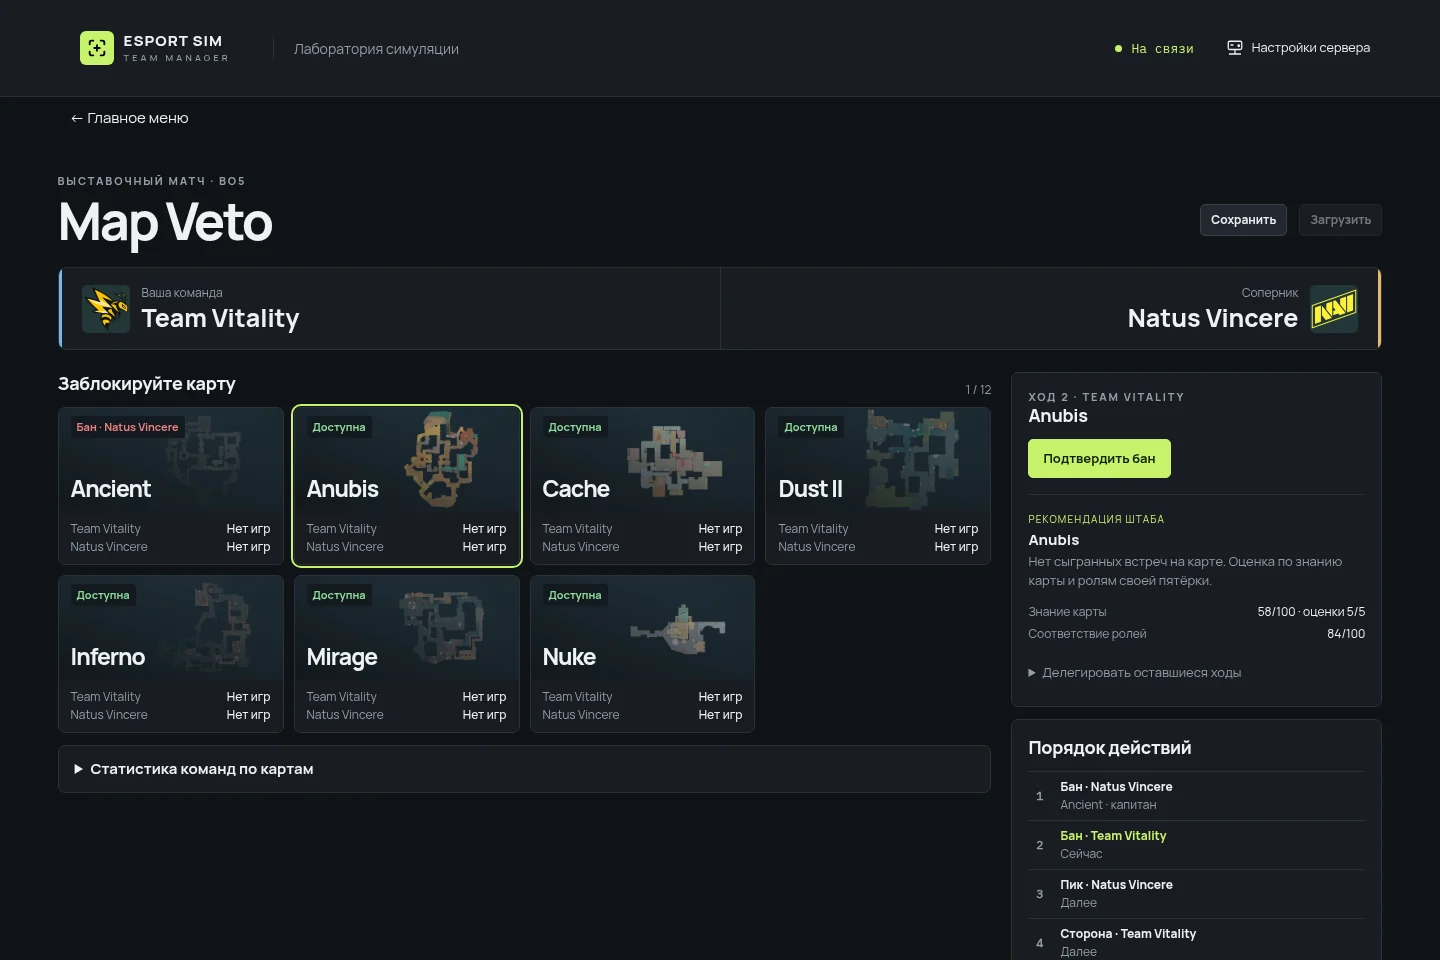 ESPORT SIM
TEAM MANAGER
Лаборатория симуляции
На связи
Настройки сервера
← Главное меню
ВЫСТАВОЧНЫЙ МАТЧ · BO5
Map Veto
Сохранить
Загрузить
Ваша команда
Team Vitality
Соперник
Natus Vincere
NAVI
Заблокируйте карту
1 / 12
Бан · Natus Vincere
Ancient
Team Vitality Нет игр
Natus Vincere Нет игр
Доступна
Anubis
Team Vitality Нет игр
Natus Vincere Нет игр
Доступна
Cache
Team Vitality Нет игр
Natus Vincere Нет игр
Доступна
Dust II
Team Vitality Нет игр
Natus Vincere Нет игр
Доступна
Inferno
Team Vitality Нет игр
Natus Vincere Нет игр
Доступна
Mirage
Team Vitality Нет игр
Natus Vincere Нет игр
Доступна
Nuke
Team Vitality Нет игр
Natus Vincere Нет игр
▶ Статистика команд по картам
ХОД 2 · TEAM VITALITY
Anubis
Подтвердить бан
РЕКОМЕНДАЦИЯ ШТАБА
Anubis
Нет сыгранных встреч на карте. Оценка по знанию
карты и ролям своей пятёрки.
Знание карты 58/100 · оценки 5/5
Соответствие ролей 84/100
▶ Делегировать оставшиеся ходы
Порядок действий
1 Бан · Natus Vincere
Ancient · капитан
2 Бан · Team Vitality
Сейчас
3 Пик · Natus Vincere
Далее
4 Сторона · Team Vitality
Далее